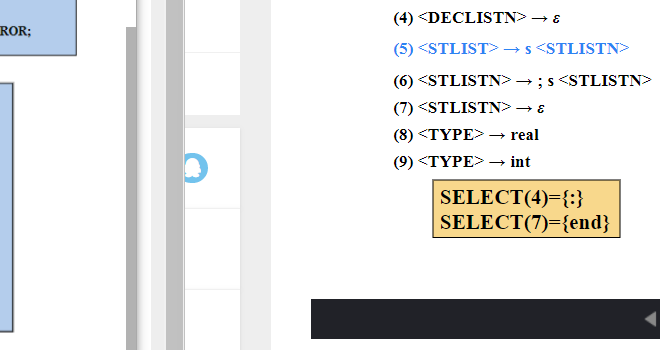 ROR;
(4) <DECLISTN> → ε
(5) <STLIST> → s <STLISTN>
(6) <STLISTN> → ; s <STLISTN>
(7) <STLISTN> → ε
(8) <TYPE> → real
(9) <TYPE> → int
SELECT(4)={:}
SELECT(7)={end}